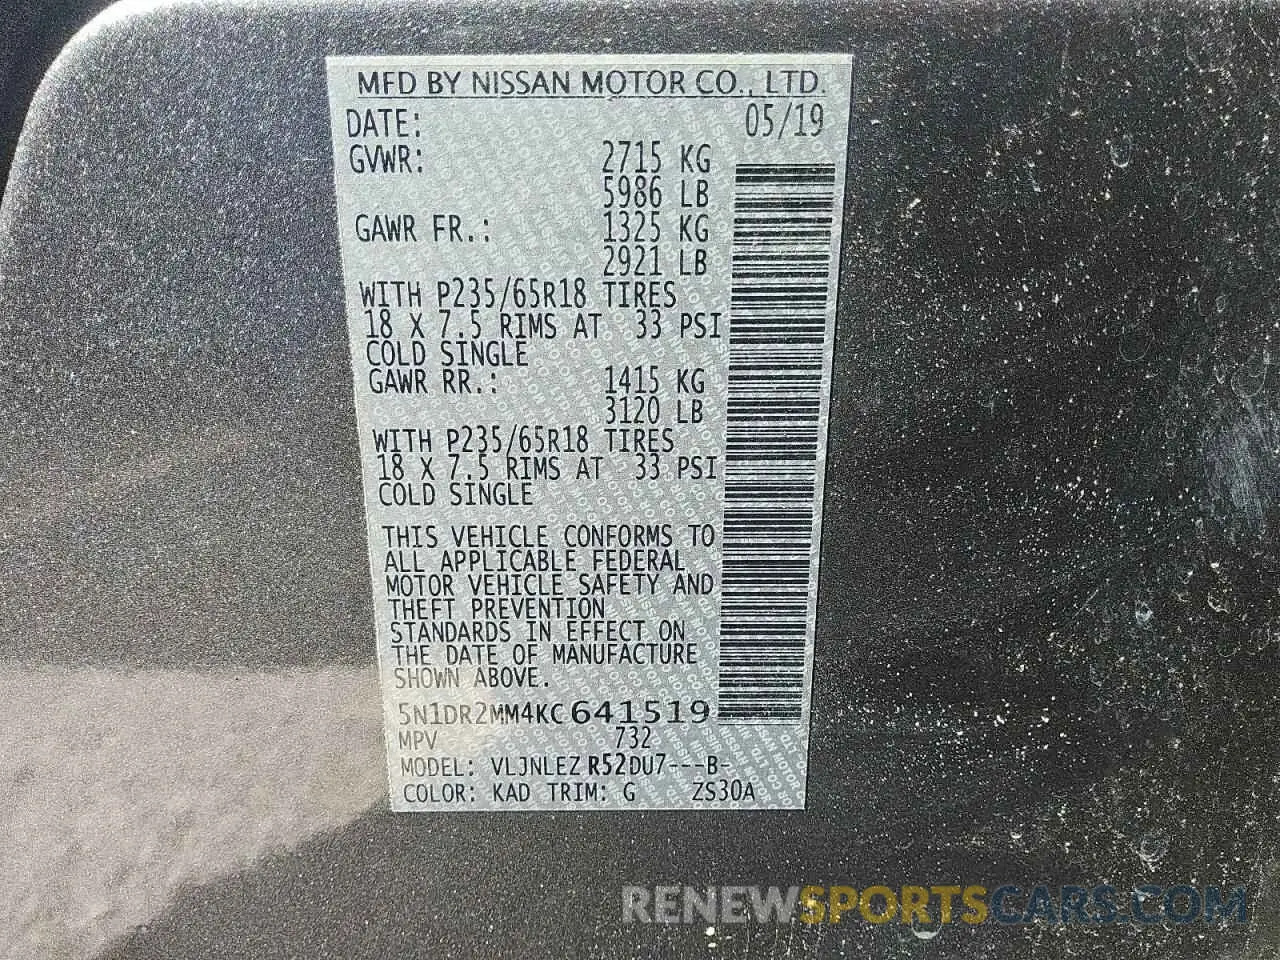 MFD BY NISSAN MOTOR CO., LTD.
DATE: 05/19
GVWR: 2715 KG
5986 LB
GAWR FR.: 1325 KG
2921 LB
WITH P235/65R18 TIRES
18 X 7.5 RIMS AT 33 PSI
COLD SINGLE
GAWR RR.: 1415 KG
3120 LB
WITH P235/65R18 TIRES
18 X 7.5 RIMS AT 33 PSI
COLD SINGLE
THIS VEHICLE CONFORMS TO
ALL APPLICABLE FEDERAL
MOTOR VEHICLE SAFETY AND
THEFT PREVENTION
STANDARDS IN EFFECT ON
THE DATE OF MANUFACTURE
SHOWN ABOVE.
5N1DR2MM4KC641519
MPV 732
MODEL: VLJNLEZ R52DU7---B-
COLOR: KAD TRIM: G ZS30A
RENEWSPORTSCARS.COM